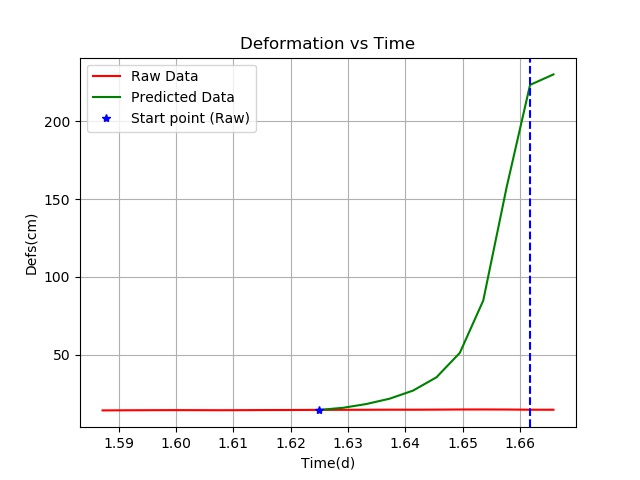 Deformation vs Time
Raw Data
Predicted Data
Start point (Raw)
200
150
100
50
Defs(cm)
1.59 1.60 1.61 1.62 1.63 1.64 1.65 1.66
Time(d)